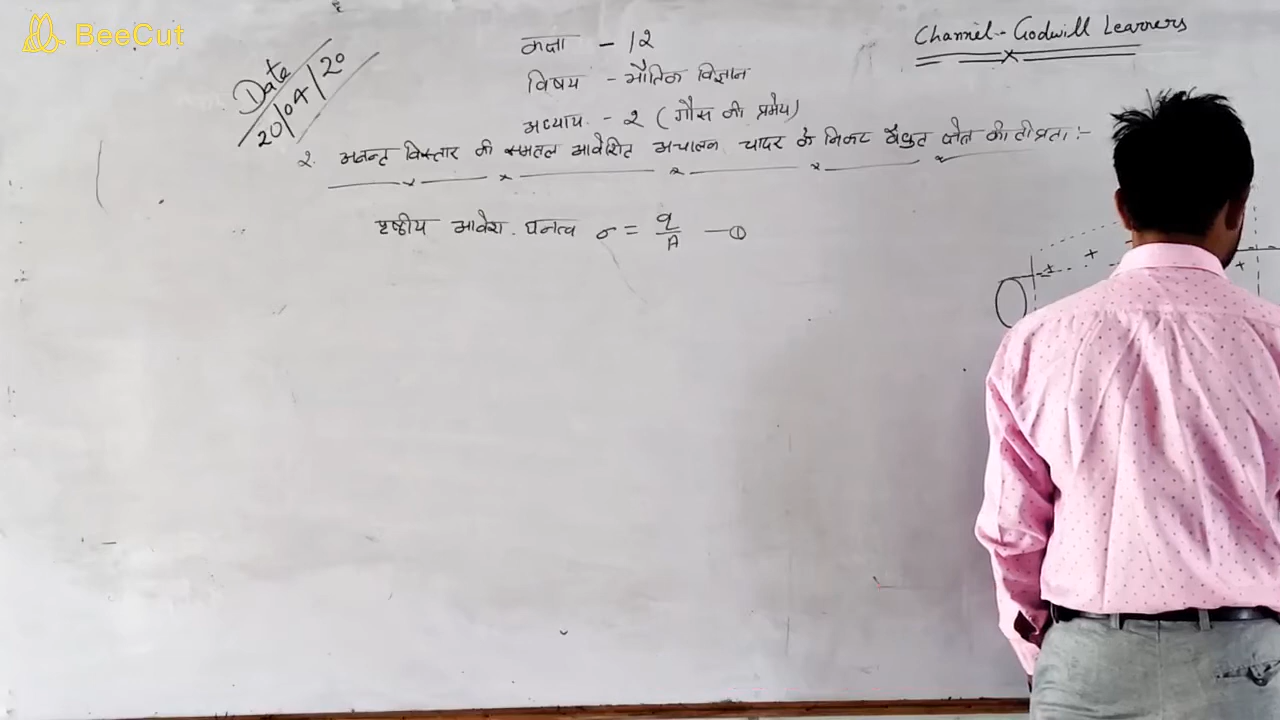 BeeCut
Date
20/04/20
Channel - Godwill Learners
कक्षा - 12
विषय - भौतिक विज्ञान
अध्याय - 2 (गौस की प्रमेय)
2. अनन्त विस्तार की समतल आवेशित अचालक चादर के निकट वैधुत क्षेत्र की तीव्रता :-
पृष्ठीय आवेश घनत्व σ = q/A - ①
+ + +